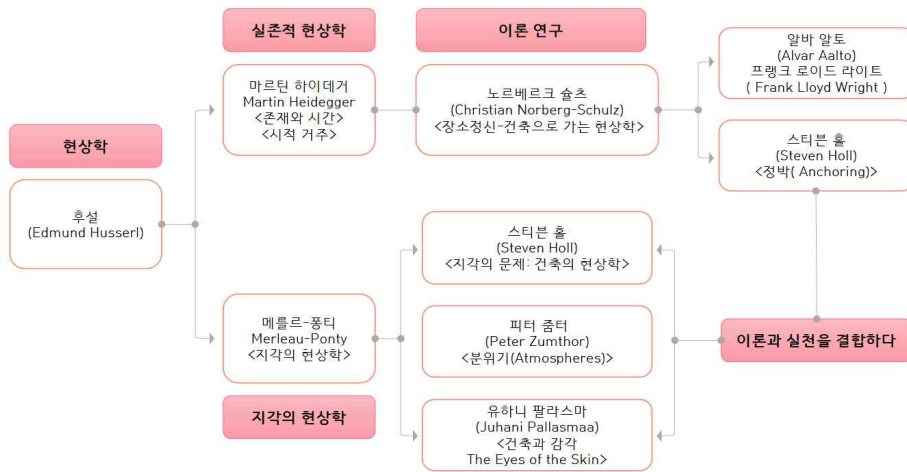 현상학
후설
(Edmund Husserl)
실존적 현상학
마르틴 하이데거
Martin Heidegger
<존재와 시간>
<시적 거주>
이론 연구
노르베르크 슐츠
(Christian Norberg-Schulz)
<장소정신-건축으로 가는 현상학>
알바 알토
(Alvar Aalto)
프랭크 로이드 라이트
( Frank Lloyd Wright )
스티븐 홀
(Steven Holl)
<정박( Anchoring)>
메를르-퐁티
Merleau-Ponty
<지각의 현상학>
지각의 현상학
스티븐 홀
(Steven Holl)
<지각의 문제: 건축의 현상학>
피터 줌터
(Peter Zumthor)
<분위기(Atmospheres)>
유하니 팔라스마
(Juhani Pallasmaa)
<건축과 감각
The Eyes of the Skin>
이론과 실천을 결합하다